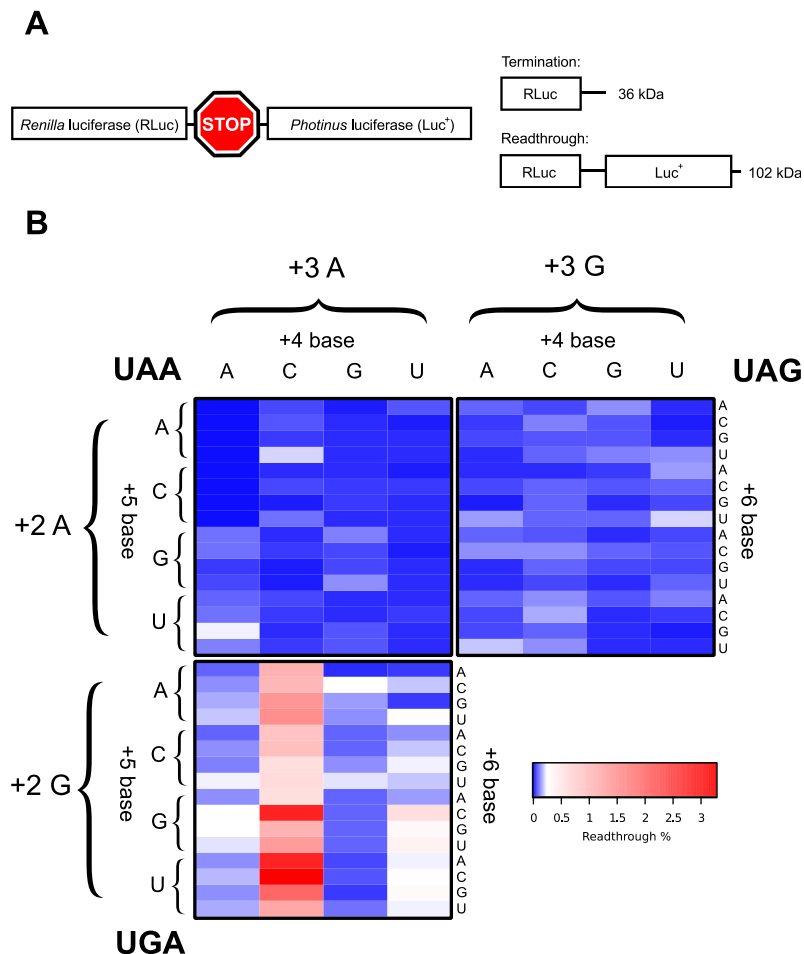 A
Renilla luciferase (RLuc)
STOP
Photinus luciferase (Luc+)
Termination:
RLuc
36 kDa
Readthrough:
RLuc
Luc+
102 kDa
B
+3 A
+3 G
+4 base
+4 base
UAA
A C G U
A C G U
UAG
+2 A
+5 base
A
C
G
U
A
C
G
U
A
C
G
U
A
C
G
U
A
C
G
U
+6 base
+2 G
+5 base
A
C
G
U
A
C
G
U
A
C
G
U
A
C
G
U
A
C
G
U
+6 base
0 0.5 1 1.5 2 2.5 3
Readthrough %
UGA